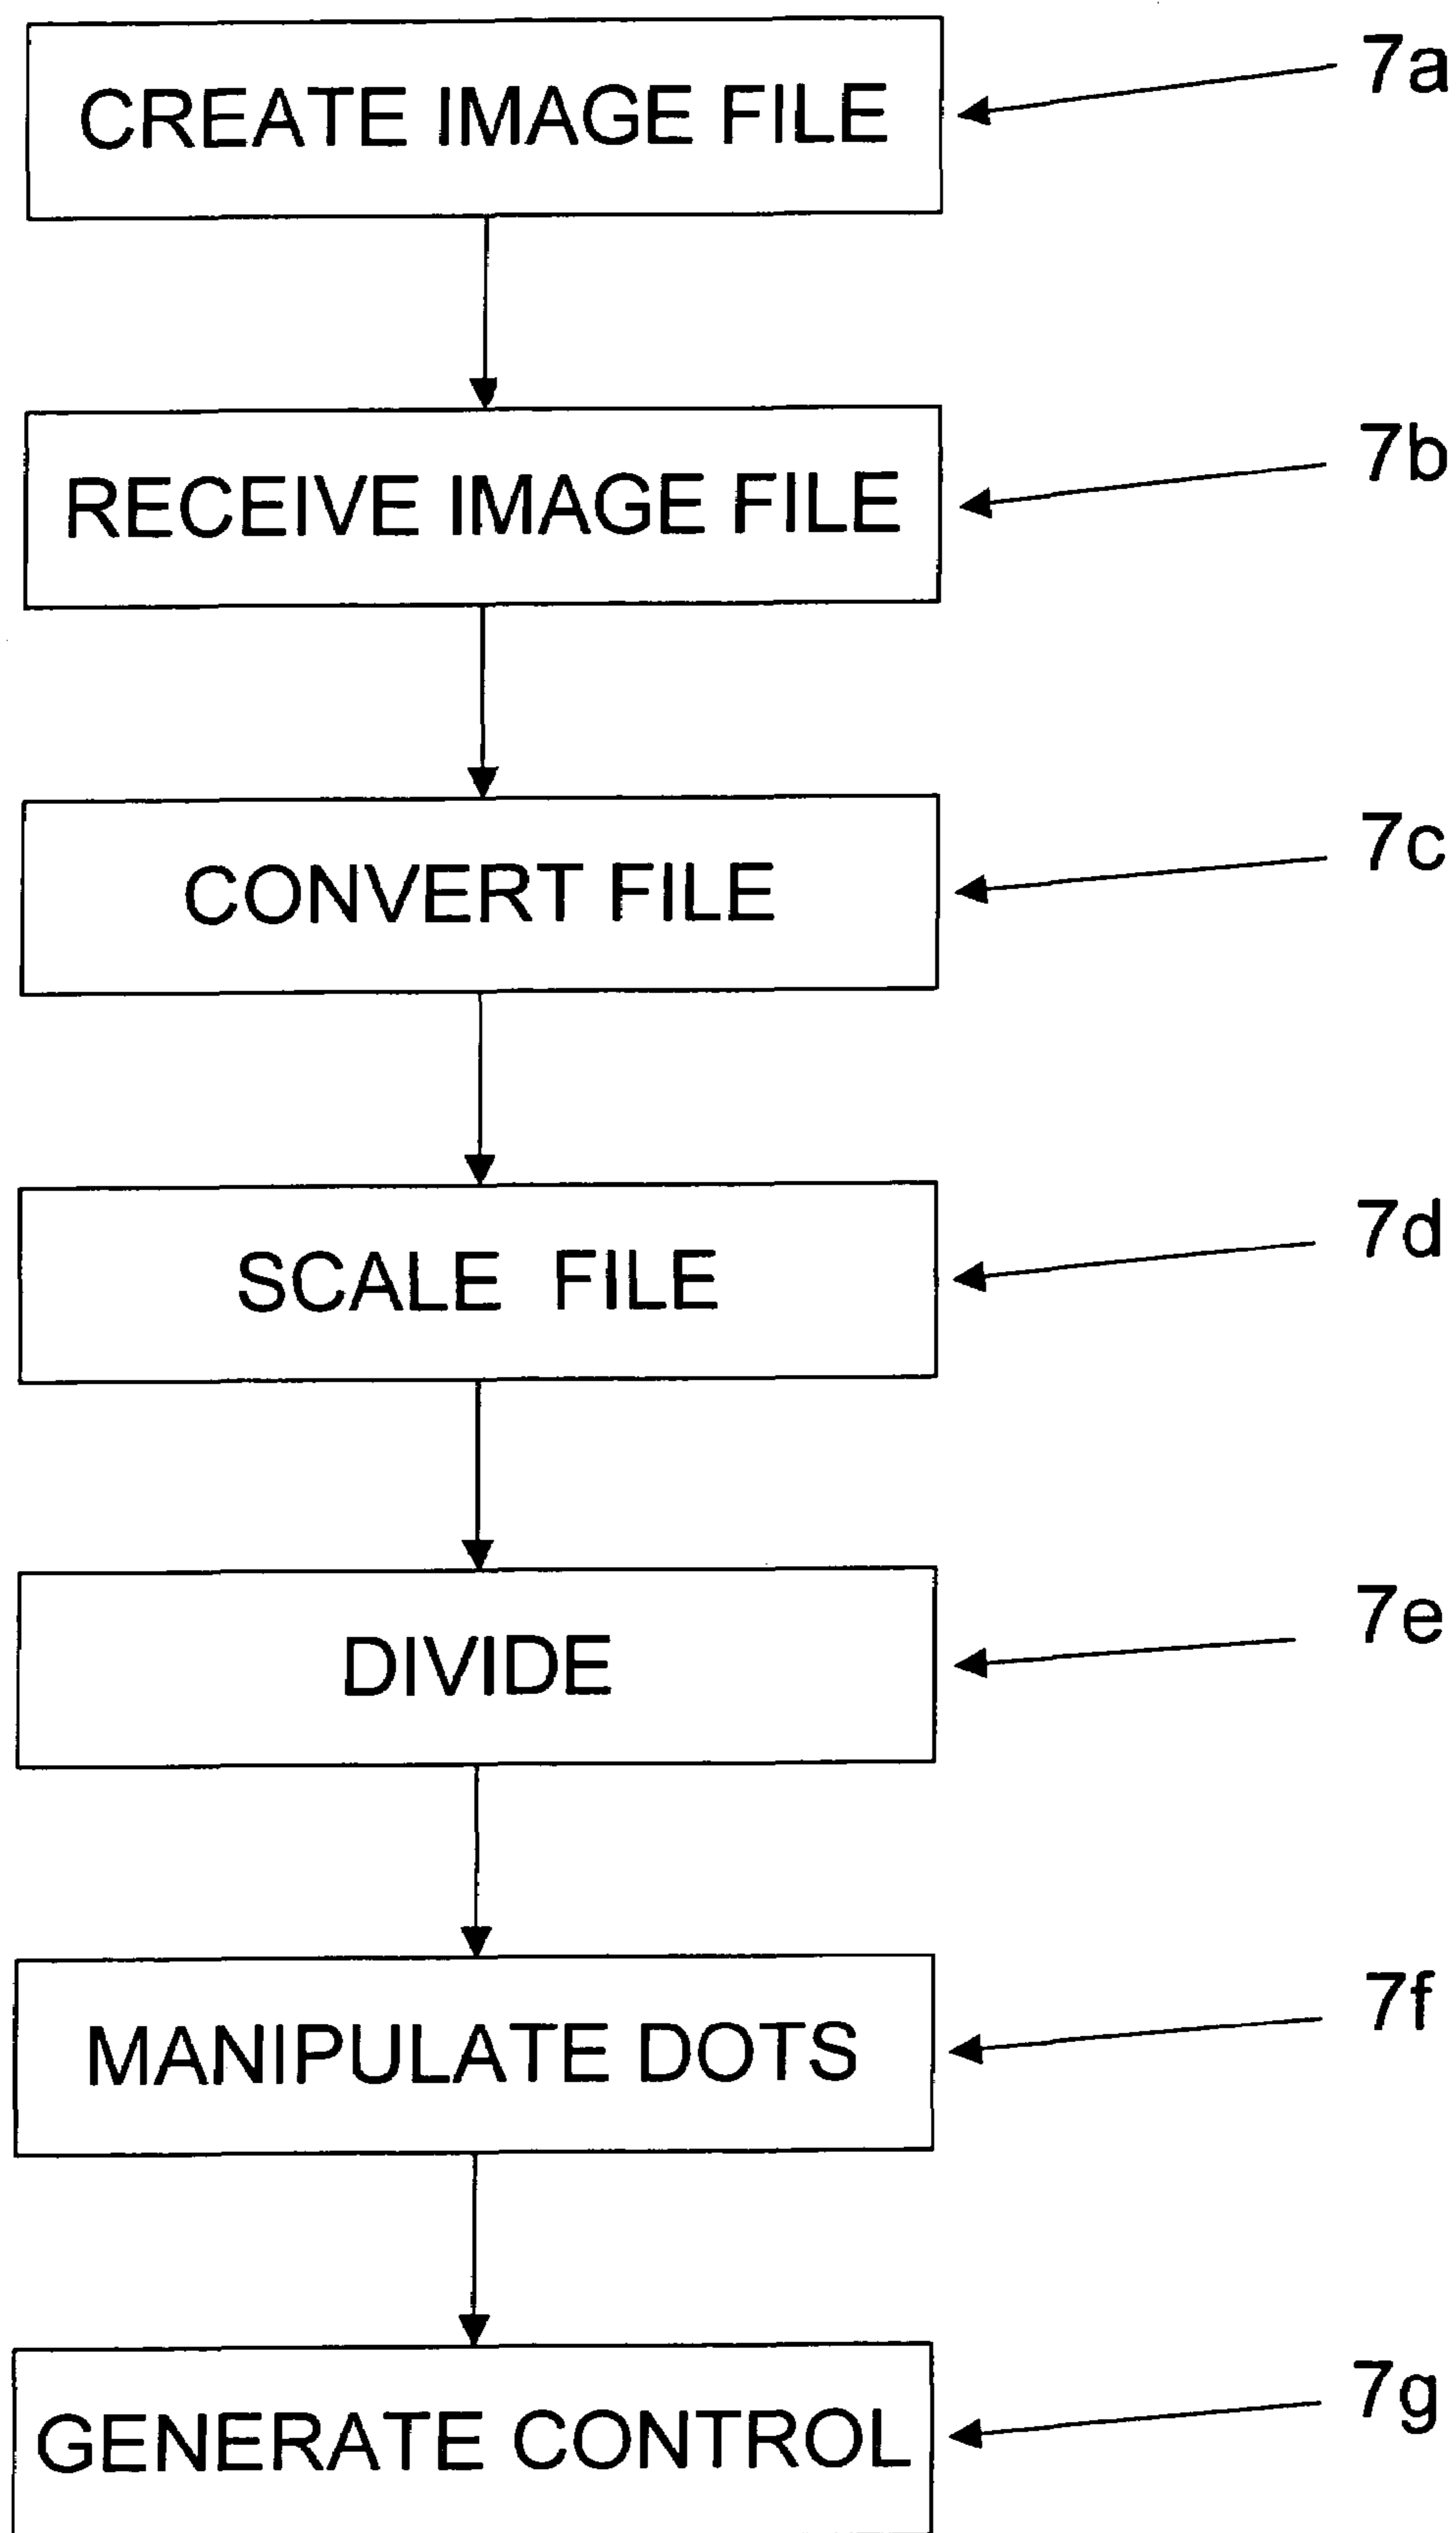 CREATE IMAGE FILE
7a
RECEIVE IMAGE FILE
7b
CONVERT FILE
7c
SCALE FILE
7d
DIVIDE
7e
MANIPULATE DOTS
7f
GENERATE CONTROL
7g